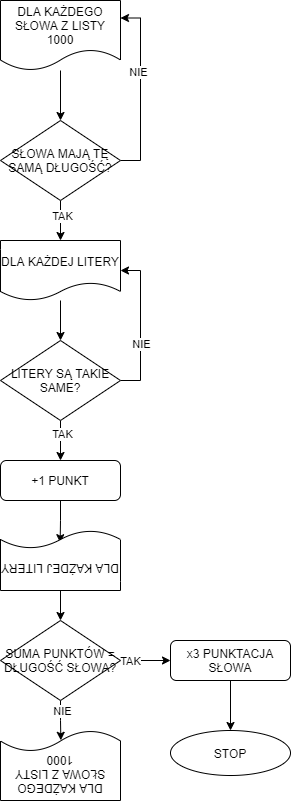 DLA KAŻDEGO
SŁOWA Z LISTY
1000
NIE
SŁOWA MAJĄ TĘ
SAMĄ DŁUGOŚĆ?
TAK
DLA KAŻDEJ LITERY
NIE
LITERY SĄ TAKIE
SAME?
TAK
+1 PUNKT
DLA KAŻDEJ LITERY
SUMA PUNKTÓW =
DŁUGOŚĆ SŁOWA?
TAK
x3 PUNKTACJA
SŁOWA
NIE
STOP
DLA KAŻDEGO
SŁOWA Z LISTY
1000